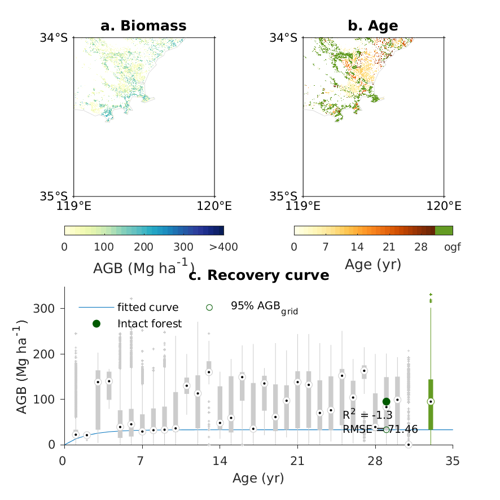 a. Biomass
b. Age
34°S
34°S
35°S
35°S
119°E
120°E
119°E
120°E
0 100 200 300 >400
0 7 14 21 28 ogf
AGB (Mg ha⁻¹)
Age (yr)
c. Recovery curve
fitted curve
95% AGB_grid
Intact forest
300
200
100
0
AGB (Mg ha⁻¹)
R² = -1.3
RMSE = 71.46
0 7 14 21 28 35
Age (yr)